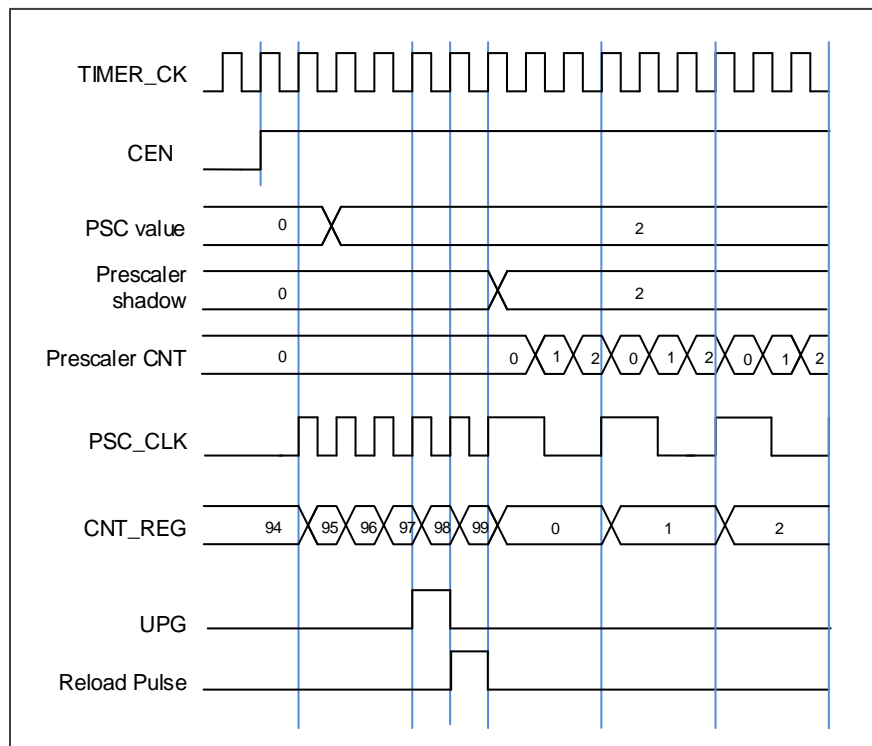 TIMER_CK
CEN
PSC value 0 2
Prescaler
shadow 0 2
Prescaler CNT 0 0 1 2 0 1 2 0 1 2
PSC_CLK
CNT_REG 94 95 96 97 98 99 0 1 2
UPG
Reload Pulse